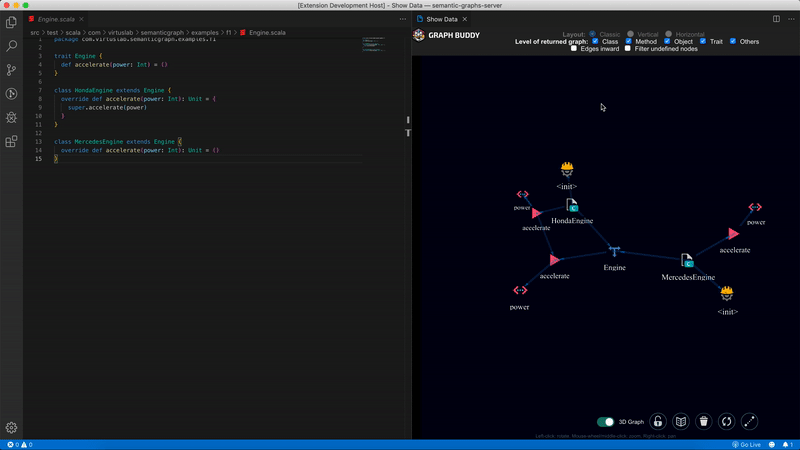 [Extension Development Host] - Show Data — semantic-graphs-server
Engine.scala
Show Data
src > test > scala > com > virtuslab > semanticgraph > examples > f1 > Engine.scala
1 package com.virtuslab.semanticgraph.examples.f1
2
3 trait Engine {
4 def accelerate(power: Int) = ()
5 }
6
7 class HondaEngine extends Engine {
8 override def accelerate(power: Int): Unit = {
9 super.accelerate(power)
10 }
11 }
12
13 class MercedesEngine extends Engine {
14 override def accelerate(power: Int): Unit = ()
15 }
GRAPH BUDDY
Layout: Classic Vertical Horizontal
Level of returned graph: Class Method Object Trait Total
Edges inward Filter undefined nodes
<init>
power
HondaEngine
accelerate
power
accelerate
Engine
accelerate
MercedesEngine
power
<init>
3D Graph
Left-click: rotate, Mouse-wheel/middle-click: zoom, Right-click: pan
0 0
Go Live
1